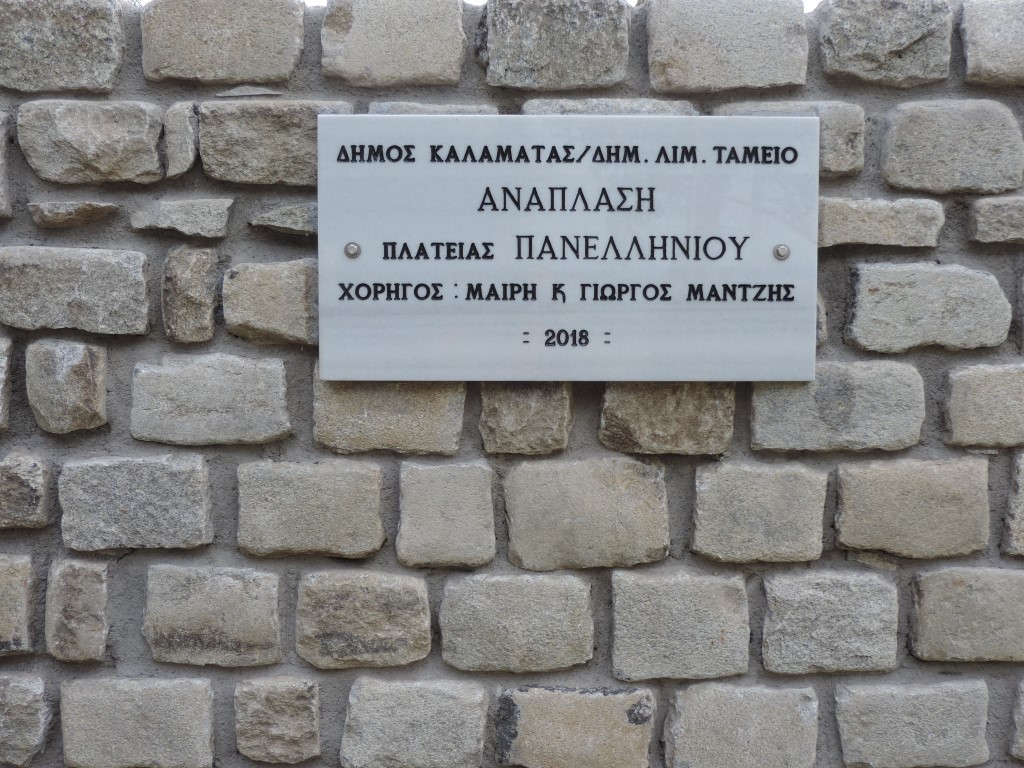 ΔΗΜΟΣ ΚΑΛΑΜΑΤΑΣ/ΔΗΜ. ΛΙΜ. ΤΑΜΕΙΟ
ΑΝΑΠΛΑΣΗ
ΠΛΑΤΕΙΑΣ ΠΑΝΕΛΛΗΝΙΟΥ
ΧΟΡΗΓΟΣ : ΜΑΙΡΗ Ϗ ΓΙΩΡΓΟΣ ΜΑΝΤΖΗΣ
= 2018 =